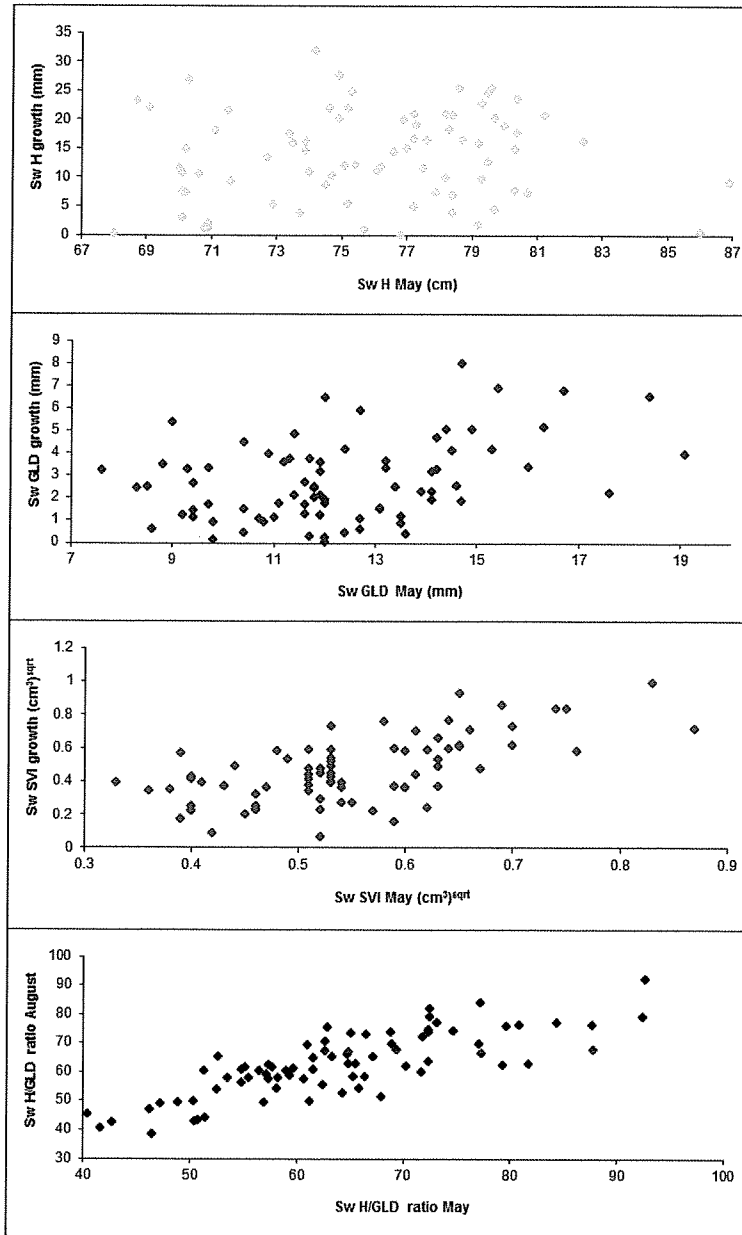 35
30
25
20
15
10
5
0
Sw H growth (mm)
67 69 71 73 75 77 79 81 83 85 87
Sw H May (cm)
9
8
7
6
5
4
3
2
1
0
Sw GLD growth (mm)
7 9 11 13 15 17 19
Sw GLD May (mm)
1.2
1
0.8
0.6
0.4
0.2
0
Sw SVI growth (cm³)sqrt
0.3 0.4 0.5 0.6 0.7 0.8 0.9
Sw SVI May (cm³)sqrt
100
90
80
70
60
50
40
30
Sw H/GLD ratio August
40 50 60 70 80 90 100
Sw H/GLD ratio May